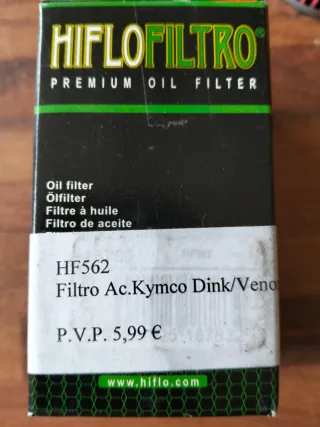 HIFLOFILTRO®
PREMIUM OIL FILTER
Oil filter
Ölfilter
Filtre à huile
Filtro de aceite
HF562
Filtro Ac.Kymco Dink/Veno
P.V.P. 5,99 €
www.hiflo.com